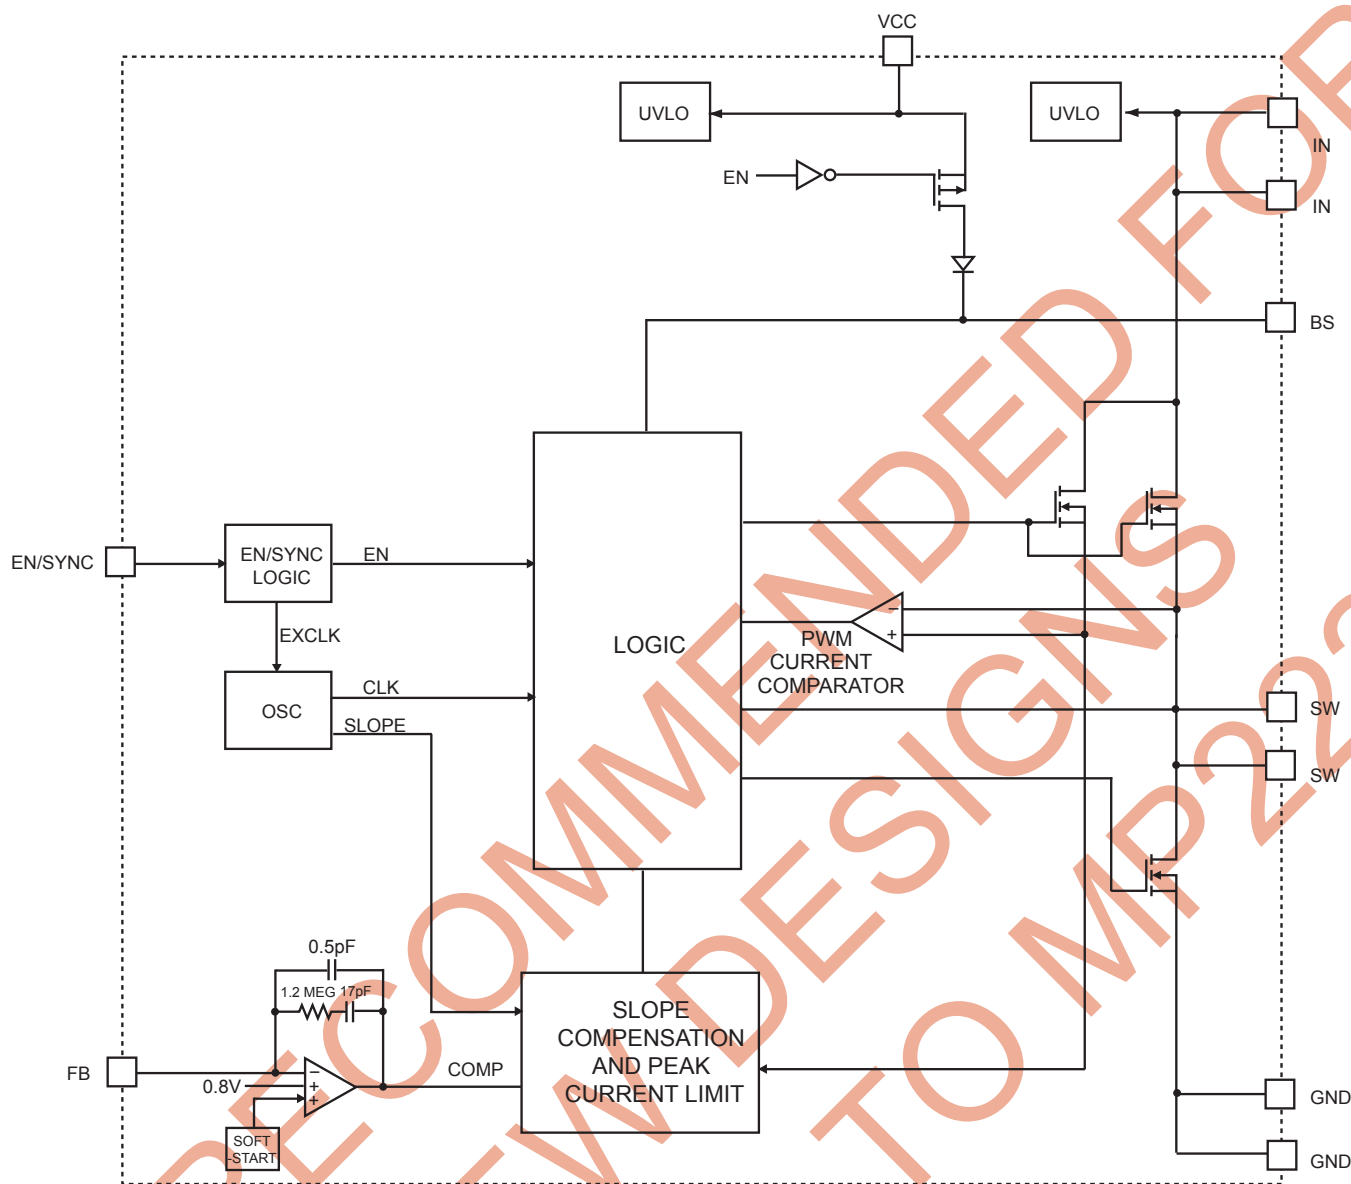 VCC
UVLO
UVLO
IN
EN
IN
BS
EN/SYNC
EN/SYNC
LOGIC
EN
EXCLK
LOGIC
PWM
CURRENT
COMPARATOR
OSC
CLK
SLOPE
SW
SW
0.5pF
1.2 MEG 17pF
FB
0.8V
COMP
SLOPE
COMPENSATION
AND PEAK
CURRENT LIMIT
SOFT
-START
GND
GND
RECOMMENDED FOR
EW DESIGNS
TO MP22